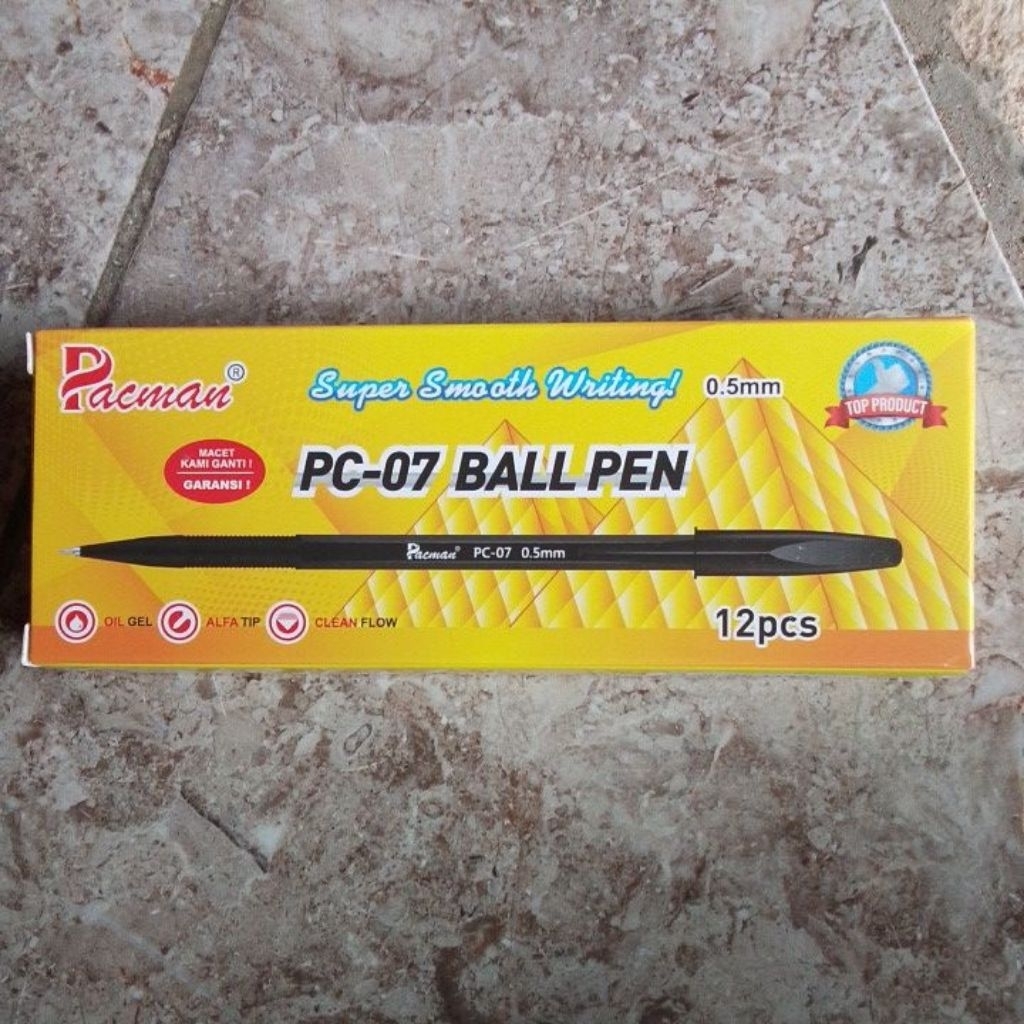 Pacman®
Super Smooth Writing!
0.5mm
TOP PRODUCT
MACET
KAMI GANTI !
GARANSI !
PC-07 BALL PEN
Pacman® PC-07 0.5mm
OIL GEL
ALFA TIP
CLEAN FLOW
12pcs